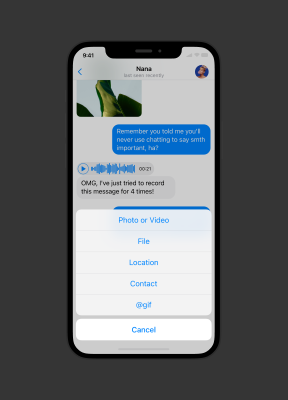 9:41
Nana
last seen recently
Remember you told me you'll
never use chatting to say smth
important, ha?
00:21
OMG, I've just tried to record
this message for 4 times!
Photo or Video
File
Location
Contact
@gif
Cancel